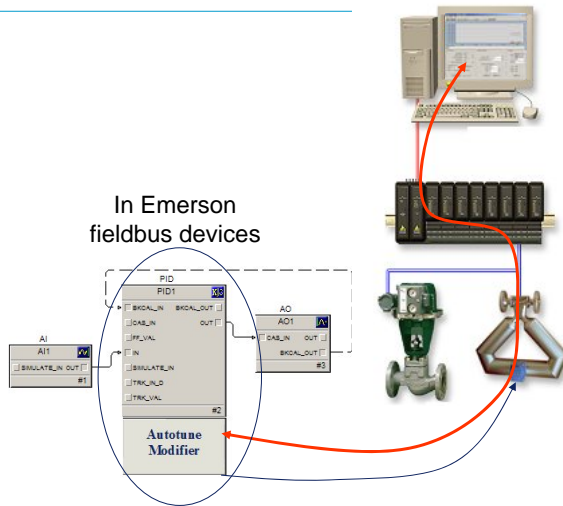 In Emerson
fieldbus devices
PID
PID1
BKCAL_IN BKCAL_OUT
CAS_IN OUT
FF_VAL
IN
SIMULATE_IN
TRK_IN_D
TRK_VAL
#2
Autotune
Modifier
AI
AI1
SIMULATE_IN OUT
#1
AO
AO1
CAS_IN OUT
BKCAL_OUT
#3